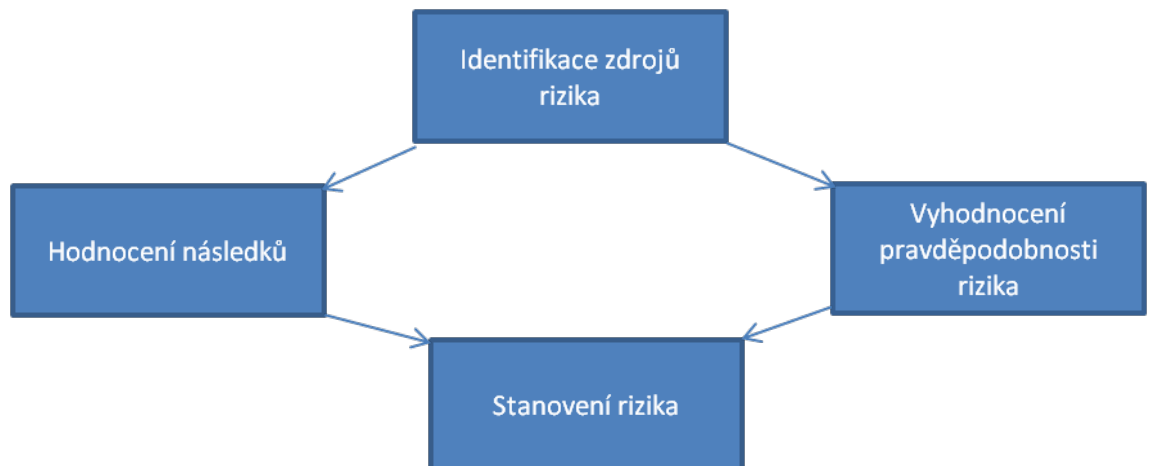 Identifikace zdrojů
rizika
Hodnocení následků
Vyhodnocení
pravděpodobnosti
rizika
Stanovení rizika